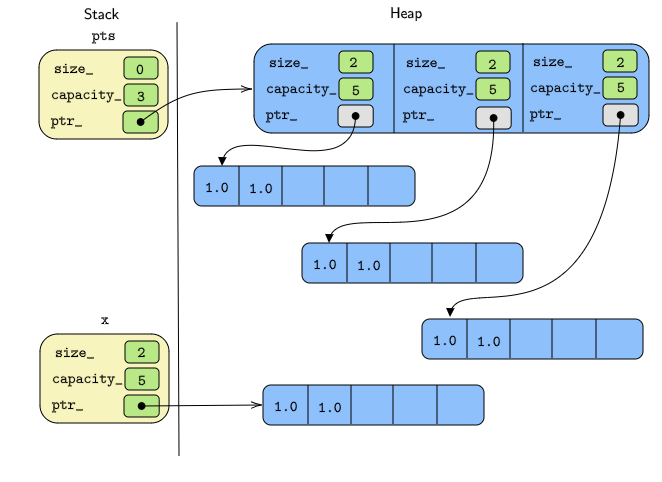 Stack
Heap
pts
size_ 0
capacity_ 3
ptr_
size_ 2
capacity_ 5
ptr_
size_ 2
capacity_ 5
ptr_
size_ 2
capacity_ 5
ptr_
1.0 1.0
1.0 1.0
1.0 1.0
x
size_ 2
capacity_ 5
ptr_
1.0 1.0